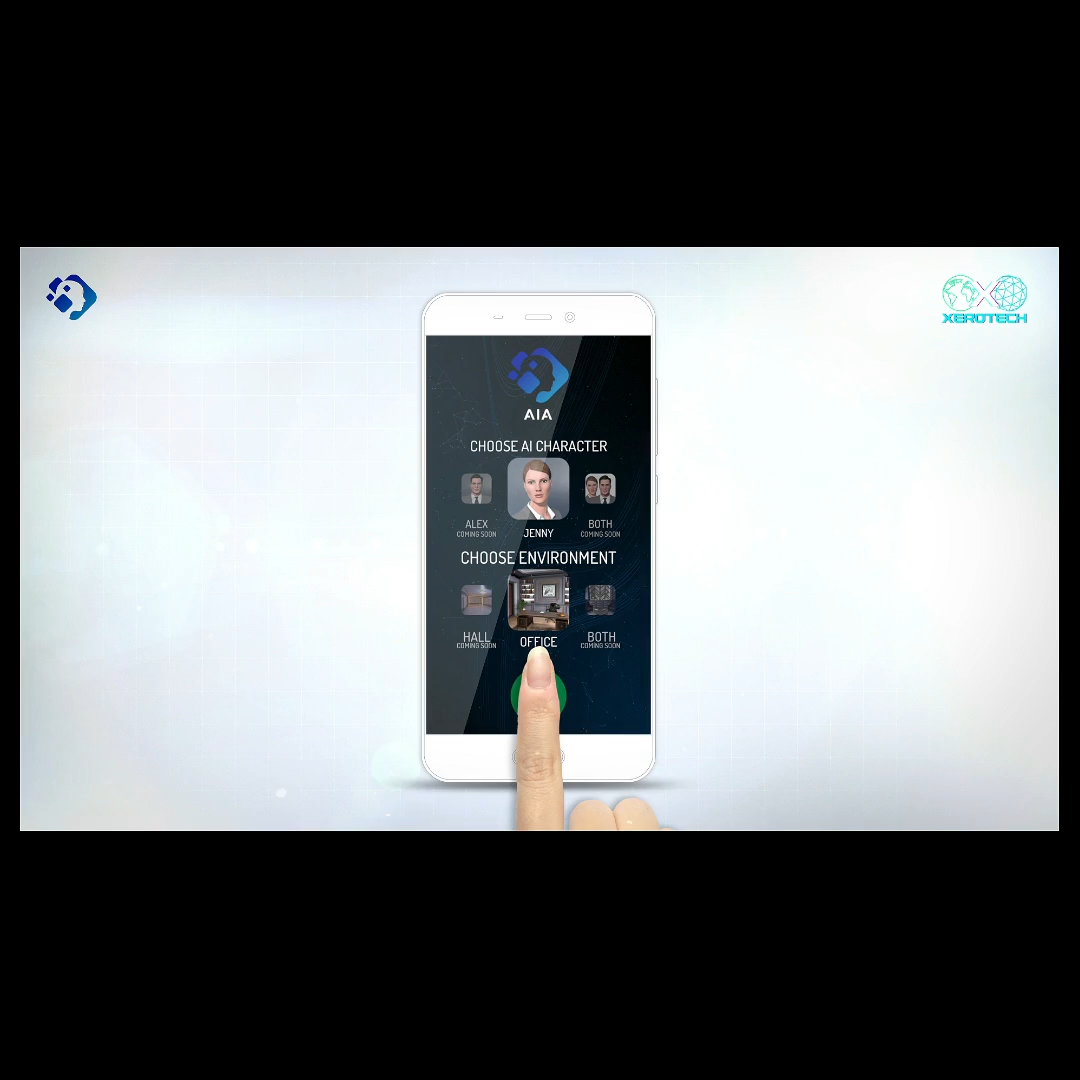 XEROTECH
AIA
CHOOSE AI CHARACTER
ALEX
COMING SOON
JENNY
BOTH
COMING SOON
CHOOSE ENVIRONMENT
HALL
COMING SOON
OFFICE
BOTH
COMING SOON